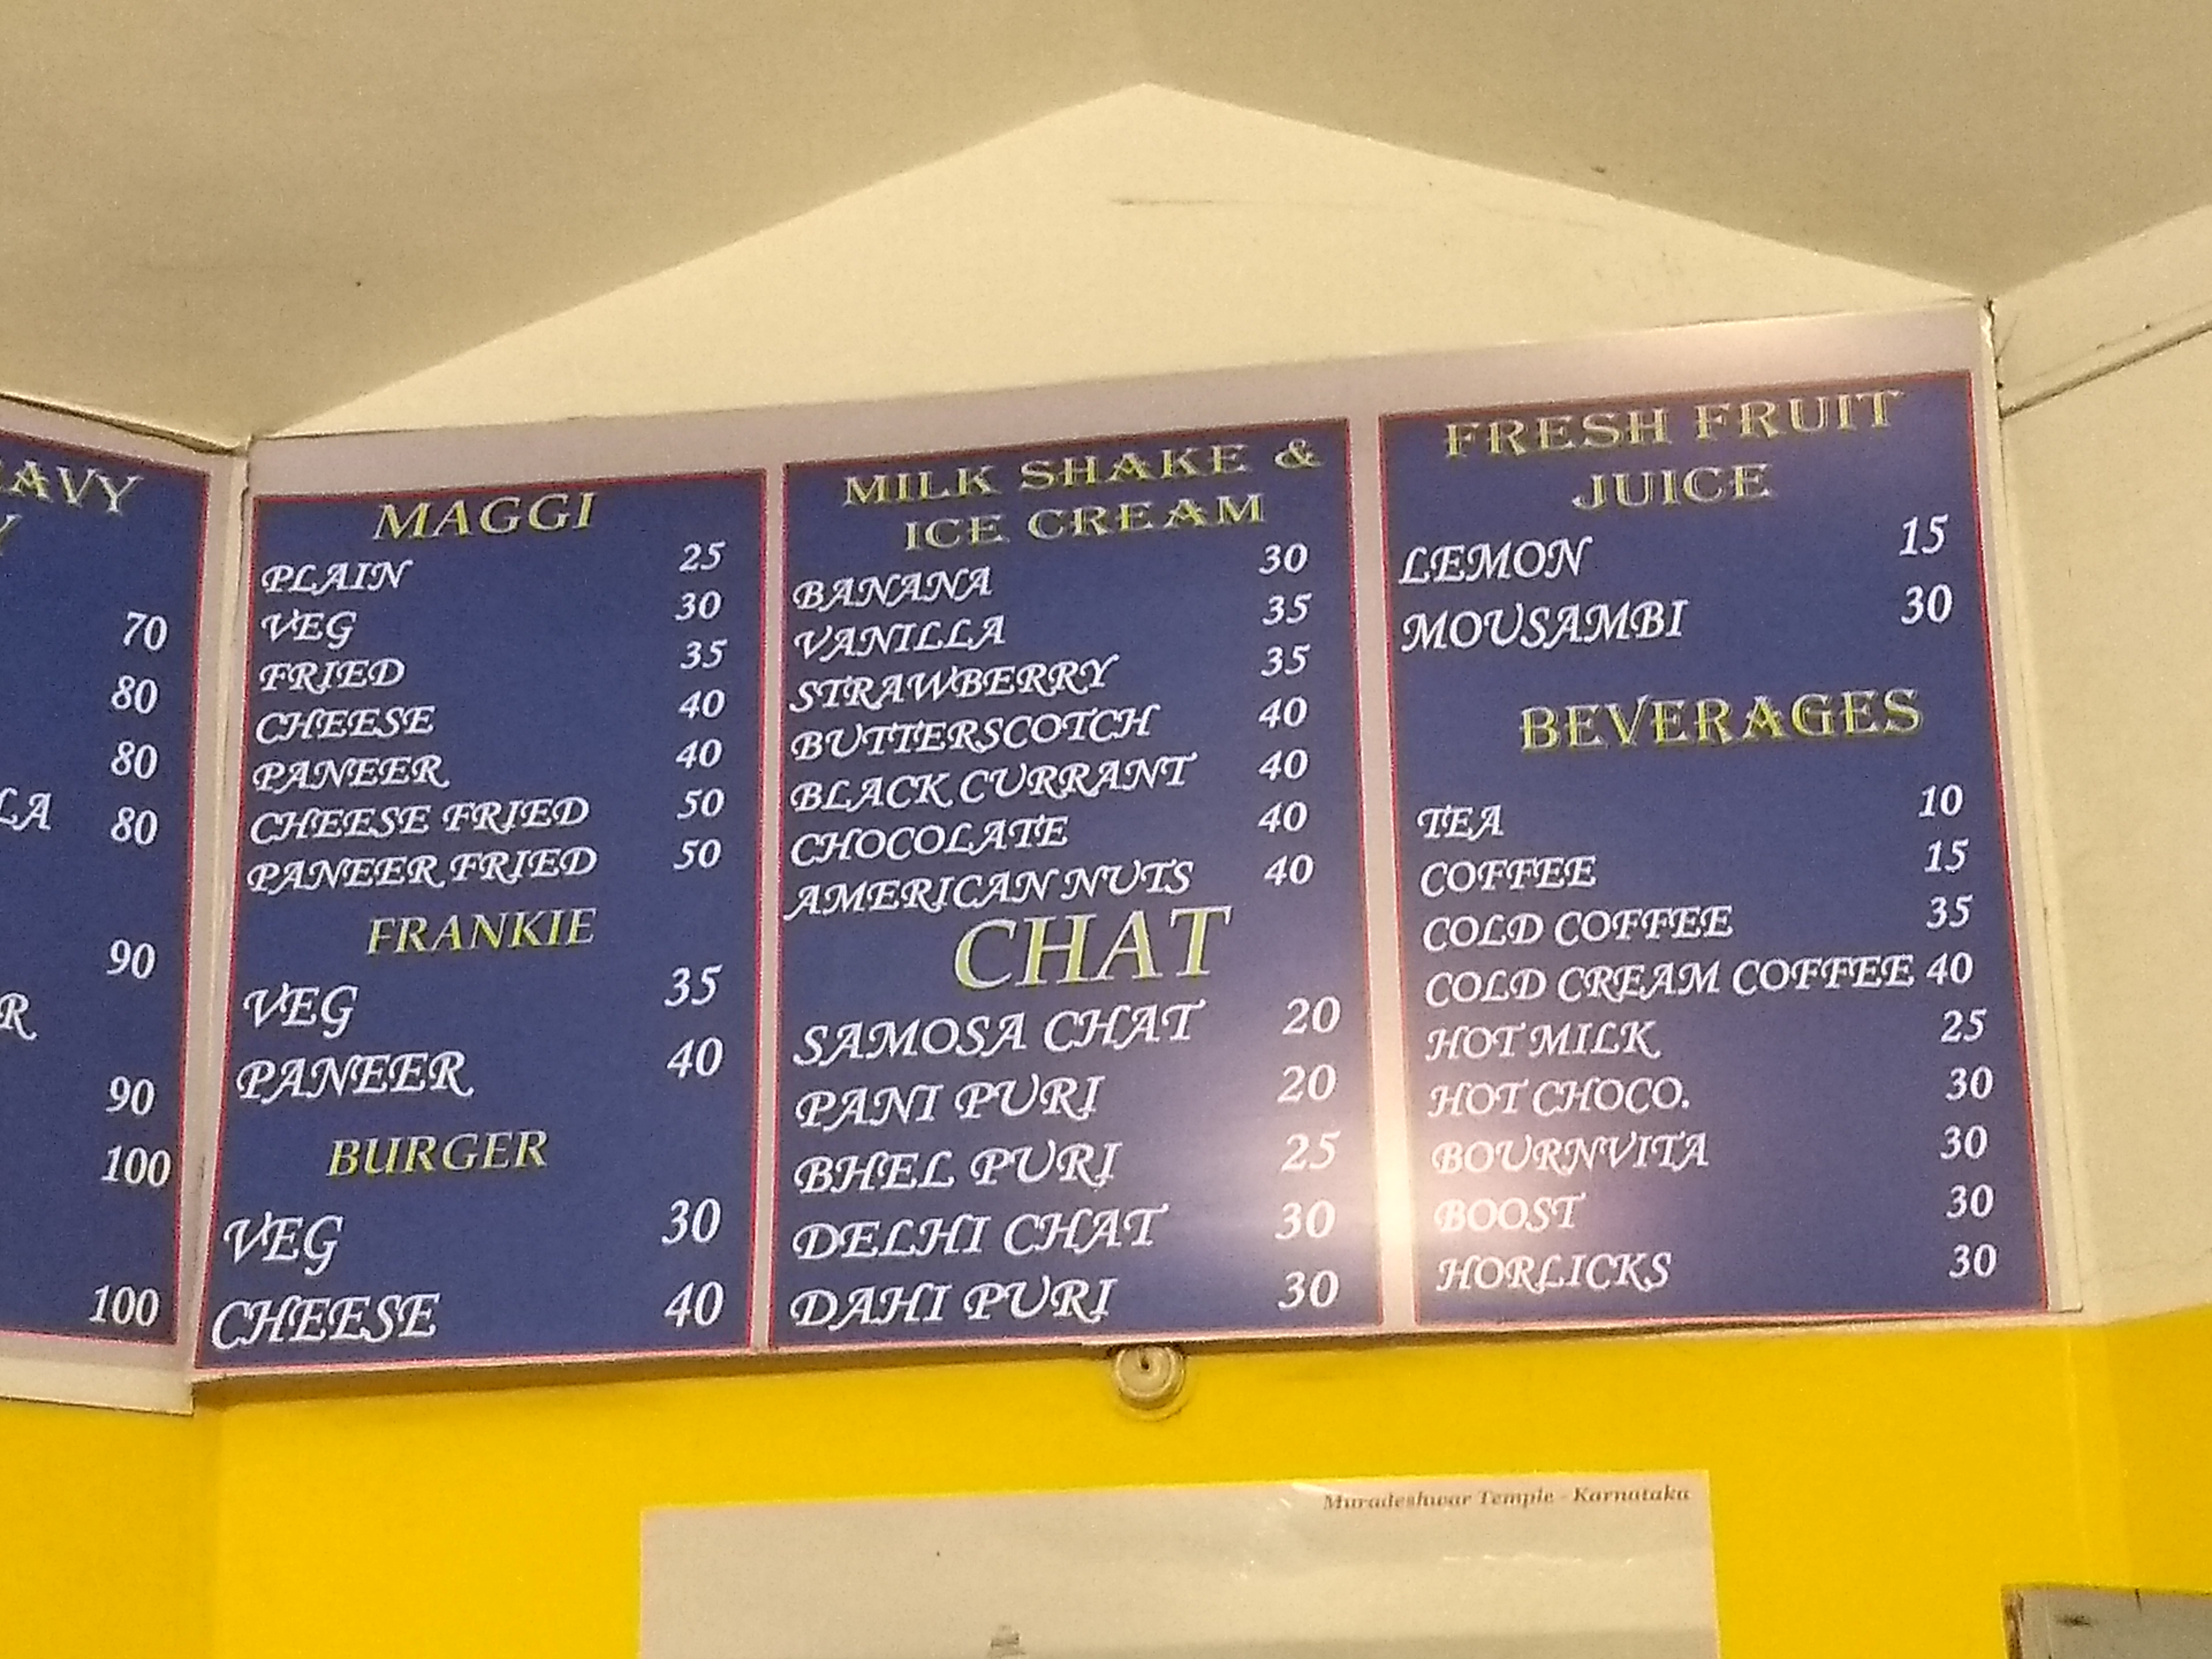 EAVY
Y
70
80
80
LA 80
90
R
90
100
100
MAGGI
PLAIN 25
VEG 30
FRIED 35
CHEESE 40
PANEER 40
CHEESE FRIED 50
PANEER FRIED 50
FRANKIE
VEG 35
PANEER 40
BURGER
VEG 30
CHEESE 40
MILK SHAKE &
ICE CREAM
BANANA 30
VANILLA 35
STRAWBERRY 35
BUTTERSCOTCH 40
BLACK CURRANT 40
CHOCOLATE 40
AMERICAN NUTS 40
CHAT
SAMOSA CHAT 20
PANI PURI 20
BHEL PURI 25
DELHI CHAT 30
DAHI PURI 30
FRESH FRUIT
JUICE
LEMON 15
MOUSAMBI 30
BEVERAGES
TEA 10
COFFEE 15
COLD COFFEE 35
COLD CREAM COFFEE 40
HOT MILK 25
HOT CHOCO. 30
BOURNVITA 30
BOOST 30
HORLICKS 30
Muradeshwar Temple - Karnataka